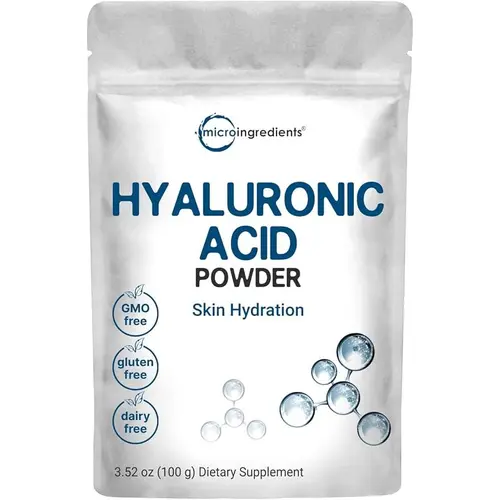 microingredients®
HYALURONIC
ACID
POWDER
Skin Hydration
GMO
free
gluten
free
dairy
free
3.52 oz (100 g) Dietary Supplement